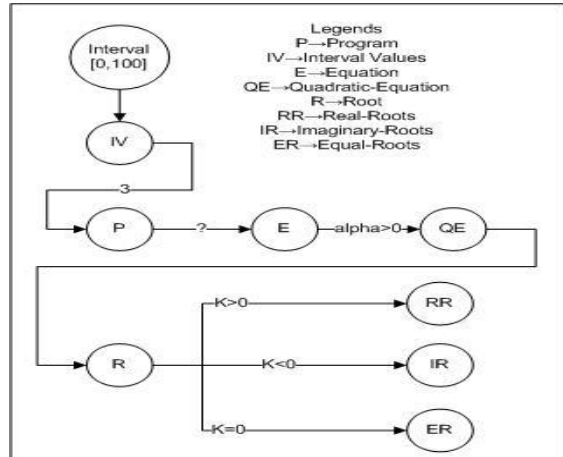 Interval
[0,100]
Legends
P→Program
IV→Interval Values
E→Equation
QE→Quadratic-Equation
R→Root
RR→Real-Roots
IR→Imaginary-Roots
ER→Equal-Roots
IV
3
P
?
E
alpha>0
QE
K>0
RR
R
K<0
IR
K=0
ER